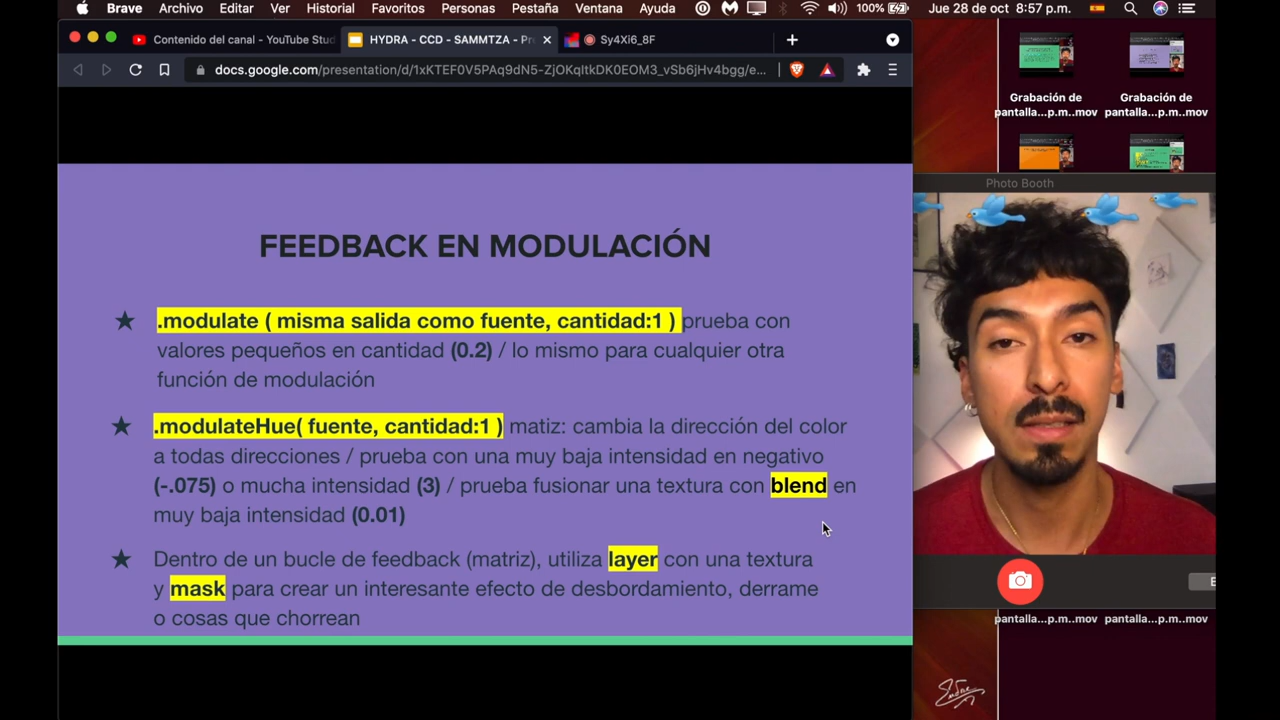 Brave Archivo Editar Ver Historial Favoritos Personas Pestaña Ventana Ayuda 100% Jue 28 de oct 8:57 p.m.
Contenido del canal - YouTube Stud
HYDRA - CCD - SAMMTZA - Pr
Sy4Xi6_8F
docs.google.com/presentation/d/1xKTEF0V5PAq9dN5-ZjOKqItkDK0EOM3_vSb6jHv4bgg/e...
Grabación de
pantalla...p.m..mov
Grabación de
pantalla...p.m..mov
Photo Booth
FEEDBACK EN MODULACIÓN
.modulate ( misma salida como fuente, cantidad:1 ) prueba con
valores pequeños en cantidad (0.2) / lo mismo para cualquier otra
función de modulación
.modulateHue( fuente, cantidad:1 ) matiz: cambia la dirección del color
a todas direcciones / prueba con una muy baja intensidad en negativo
(-.075) o mucha intensidad (3) / prueba fusionar una textura con blend en
muy baja intensidad (0.01)
Dentro de un bucle de feedback (matriz), utiliza layer con una textura
y mask para crear un interesante efecto de desbordamiento, derrame
o cosas que chorrean
pantalla...p.m..mov
pantalla...p.m..mov